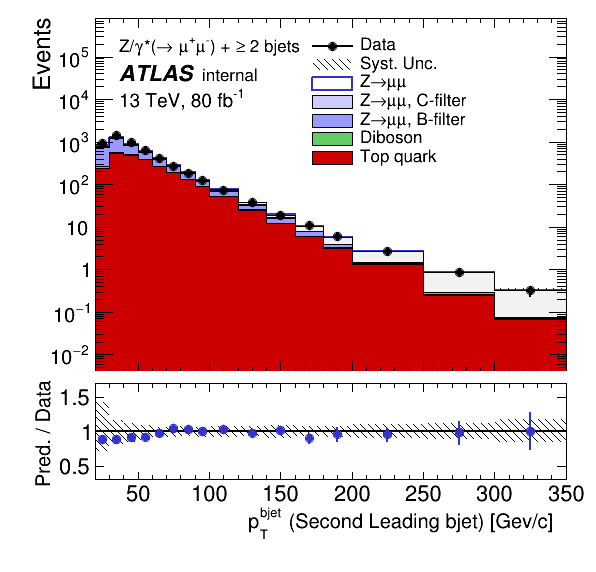 Events
Z/γ*(→ μ⁺μ⁻) + ≥ 2 bjets
ATLAS internal
13 TeV, 80 fb⁻¹
Data
Syst. Unc.
Z→μμ
Z→μμ, C-filter
Z→μμ, B-filter
Diboson
Top quark
10⁵
10⁴
10³
10²
10
1
10⁻¹
10⁻²
Pred. / Data
1.5
1
0.5
50 100 150 200 250 300 350
p_T^bjet (Second Leading bjet) [Gev/c]